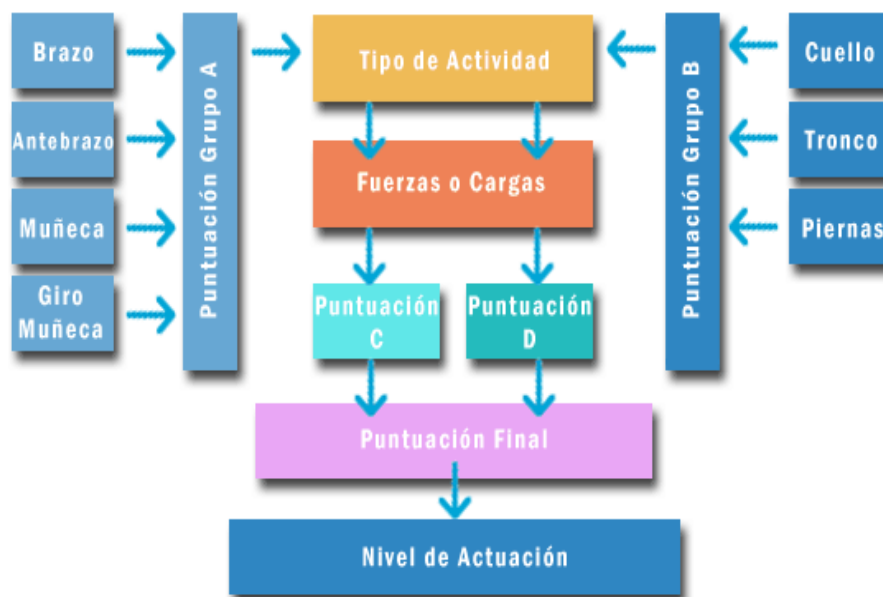 Brazo
Antebrazo
Muñeca
Giro
Muñeca
Puntuación Grupo A
Tipo de Actividad
Fuerzas o Cargas
Puntuación
C
Puntuación
D
Puntuación Final
Nivel de Actuación
Puntuación Grupo B
Cuello
Tronco
Piernas